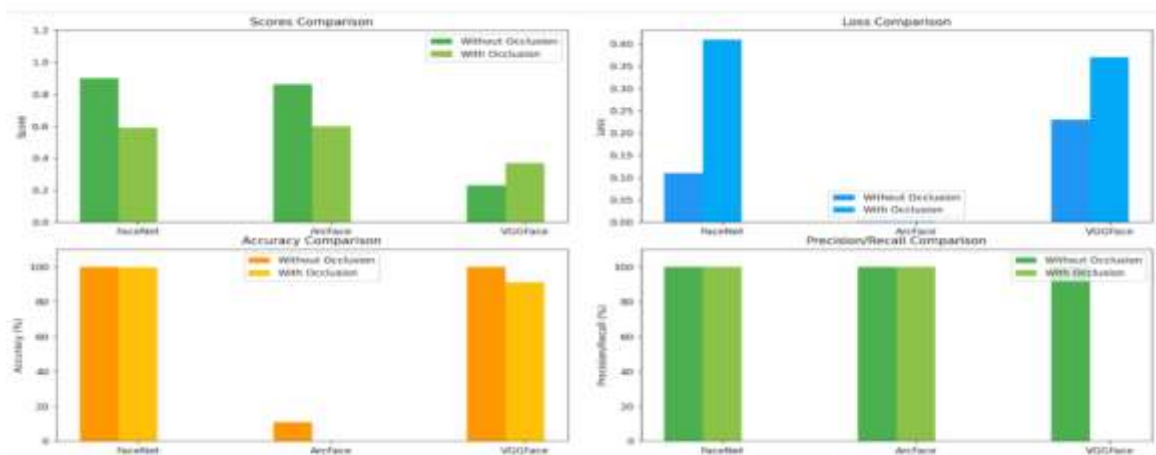 Scores Comparison
1.2
1.0
0.8
0.6
0.4
0.2
0.0
Score
Without Occlusion
With Occlusion
FaceNet
ArcFace
VGGFace
Loss Comparison
0.40
0.35
0.30
0.25
0.20
0.15
0.10
0.05
0.00
Loss
Without Occlusion
With Occlusion
FaceNet
ArcFace
VGGFace
Accuracy Comparison
100
80
60
40
20
0
Accuracy (%)
Without Occlusion
With Occlusion
FaceNet
ArcFace
VGGFace
Precision/Recall Comparison
100
80
60
40
20
0
Precision/Recall (%)
Without Occlusion
With Occlusion
FaceNet
ArcFace
VGGFace